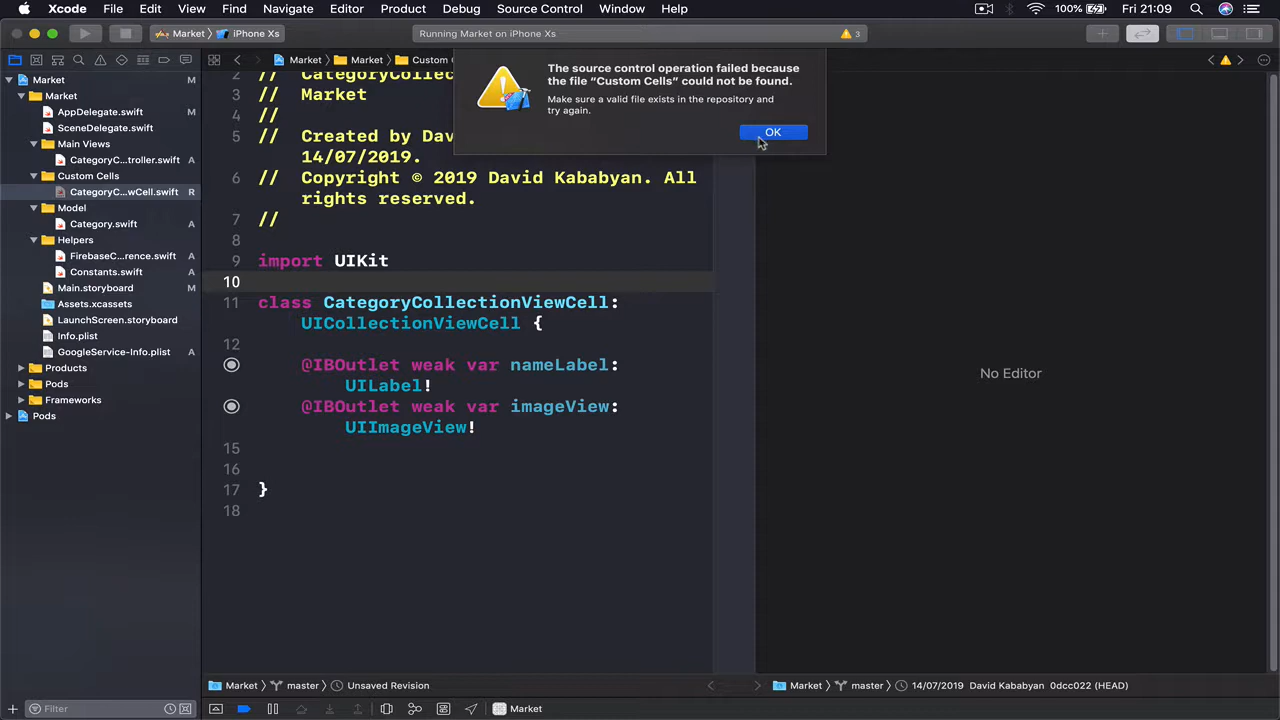 Xcode File Edit View Find Navigate Editor Product Debug Source Control Window Help 100% Fri 21:09
Market 〉 iPhone Xs
Running Market on iPhone Xs
3
Market M
Market
AppDelegate.swift M
SceneDelegate.swift
Main Views
CategoryC...troller.swift A
Custom Cells
CategoryC...wCell.swift R
Model
Category.swift A
Helpers
FirebaseC...rence.swift A
Constants.swift A
Main.storyboard M
Assets.xcassets
LaunchScreen.storyboard
Info.plist
GoogleService-Info.plist A
Products
Pods
Frameworks
Pods
Filter
Market 〉 Market 〉 Custom
The source control operation failed because
the file “Custom Cells” could not be found.
Make sure a valid file exists in the repository and
try again.
OK
2 // CategoryC
3 // Market
4 //
5 // Created by Dav
14/07/2019.
6 // Copyright © 2019 David Kababyan. All
rights reserved.
7 //
8
9 import UIKit
10
11 class CategoryCollectionViewCell:
UICollectionViewCell {
12
@IBOutlet weak var nameLabel:
UILabel!
@IBOutlet weak var imageView:
UIImageView!
15
16
17 }
18
No Editor
Market 〉 master 〉 Unsaved Revision
Market 〉 master 〉 14/07/2019 David Kababyan 0dcc022 (HEAD)
Market